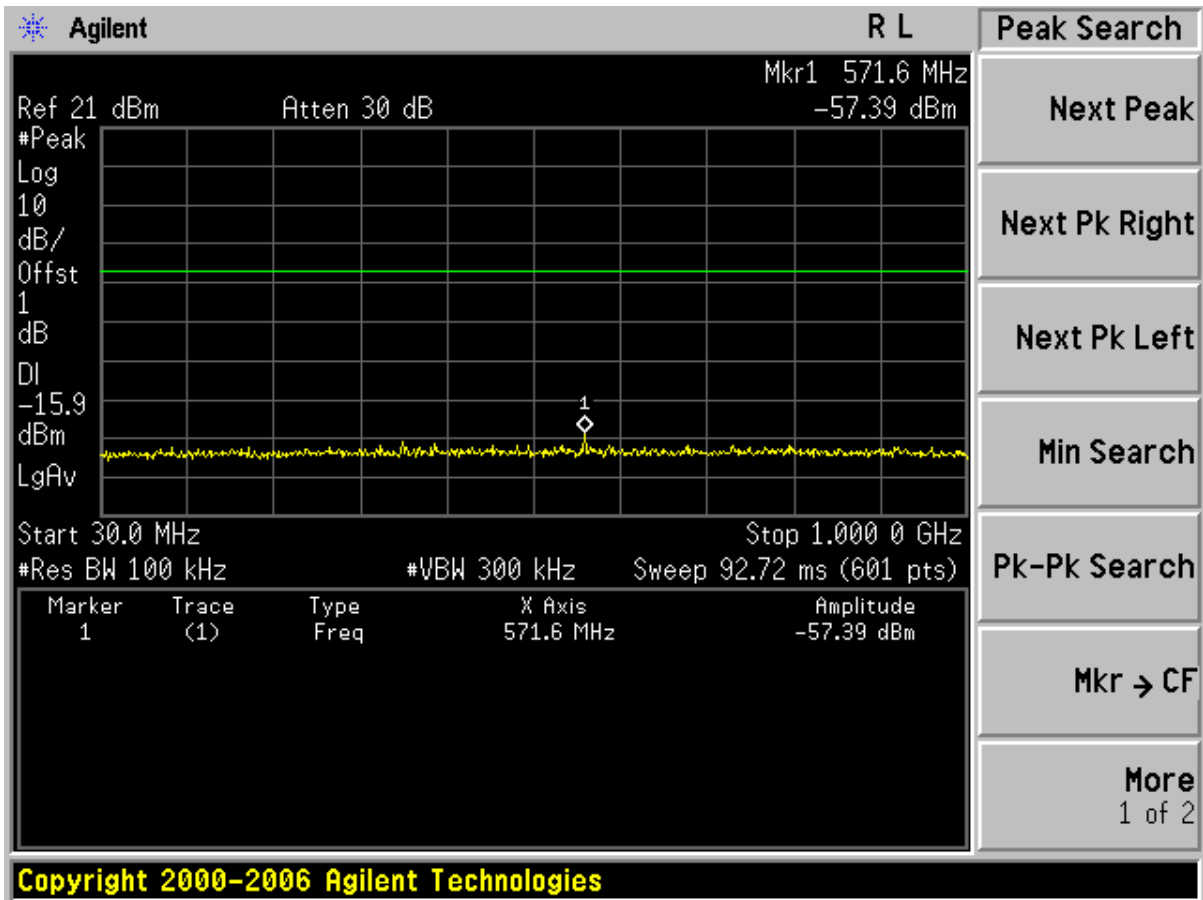 Agilent R L
Peak Search
Mkr1 571.6 MHz
Ref 21 dBm Atten 30 dB -57.39 dBm
#Peak
Log
10
dB/
Offst
1
dB
DI
-15.9
dBm
LgAv
1
Start 30.0 MHz Stop 1.000 0 GHz
#Res BW 100 kHz #VBW 300 kHz Sweep 92.72 ms (601 pts)
Marker Trace Type X Axis Amplitude
1 (1) Freq 571.6 MHz -57.39 dBm
Next Peak
Next Pk Right
Next Pk Left
Min Search
Pk-Pk Search
Mkr → CF
More
1 of 2
Copyright 2000-2006 Agilent Technologies